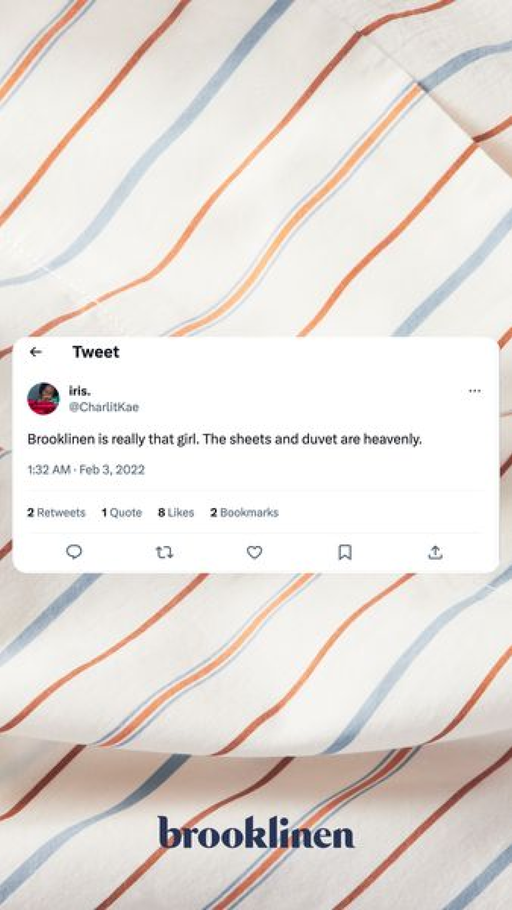 Tweet
iris.
@CharlitKae
Brooklinen is really that girl. The sheets and duvet are heavenly.
1:32 AM · Feb 3, 2022
2 Retweets 1 Quote 8 Likes 2 Bookmarks
brooklinen